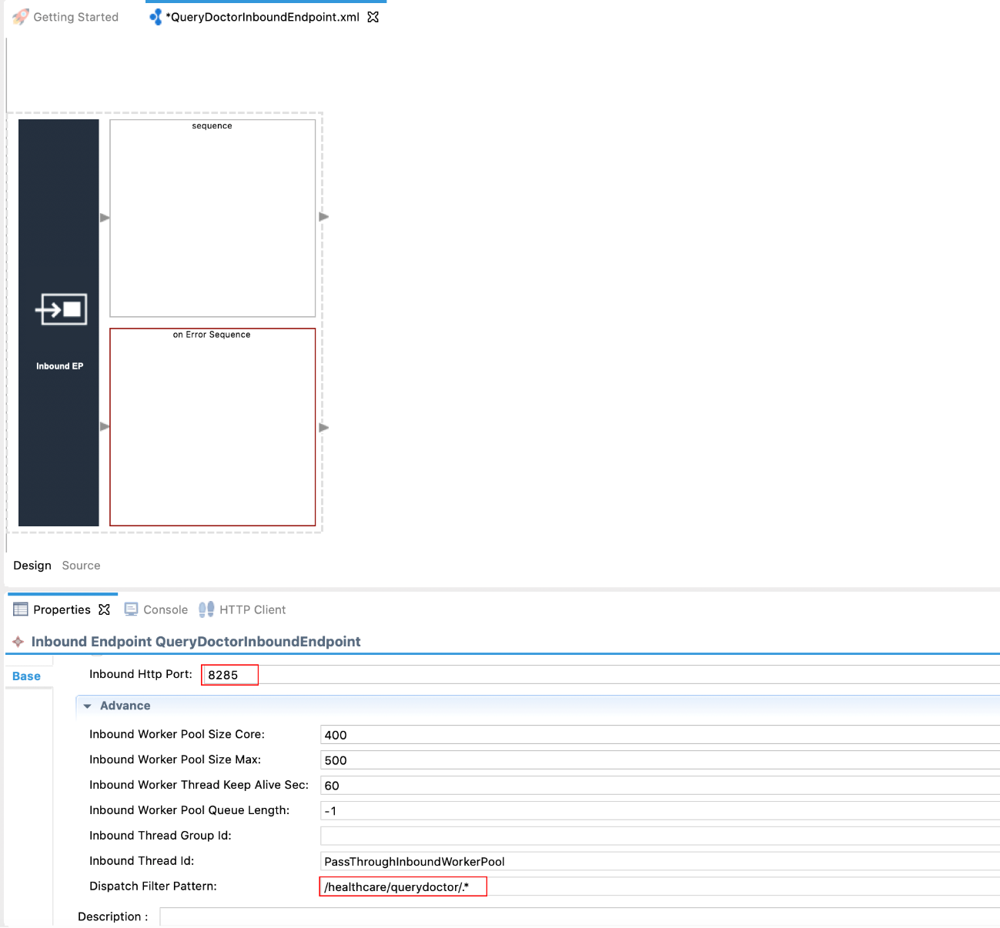 Getting Started
*QueryDoctorInboundEndpoint.xml
sequence
on Error Sequence
Inbound EP
Design Source
Properties Console HTTP Client
Inbound Endpoint QueryDoctorInboundEndpoint
Base
Inbound Http Port: 8285
Advance
Inbound Worker Pool Size Core: 400
Inbound Worker Pool Size Max: 500
Inbound Worker Thread Keep Alive Sec: 60
Inbound Worker Pool Queue Length: -1
Inbound Thread Group Id:
Inbound Thread Id: PassThroughInboundWorkerPool
Dispatch Filter Pattern: /healthcare/querydoctor/.*
Description :